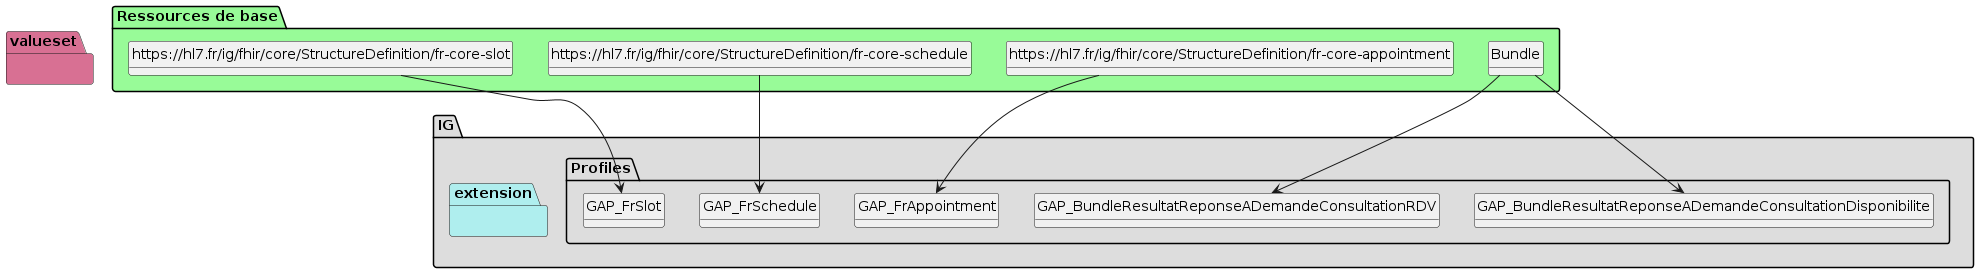 valueset
Ressources de base
https://hl7.fr/ig/fhir/core/StructureDefinition/fr-core-slot
https://hl7.fr/ig/fhir/core/StructureDefinition/fr-core-schedule
https://hl7.fr/ig/fhir/core/StructureDefinition/fr-core-appointment
Bundle
IG
extension
Profiles
GAP_FrSlot
GAP_FrSchedule
GAP_FrAppointment
GAP_BundleResultatReponseADemandeConsultationRDV
GAP_BundleResultatReponseADemandeConsultationDisponibilite